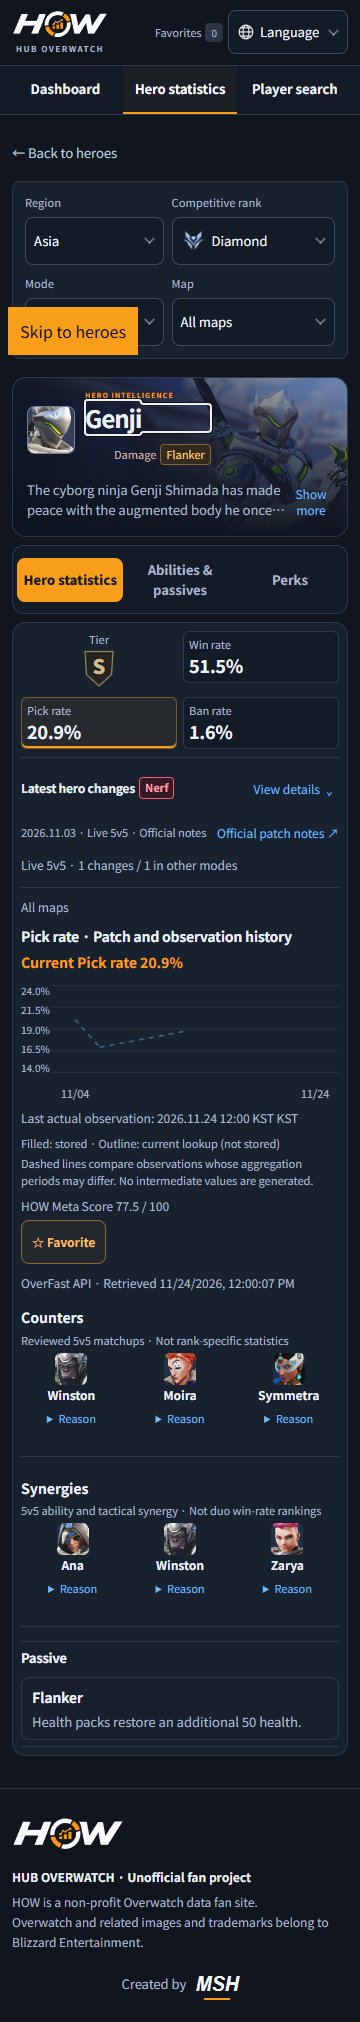 HOW
HUB OVERWATCH
Favorites 0
Language
Dashboard
Hero statistics
Player search
← Back to heroes
Region
Competitive rank
Asia
Diamond
Mode
Map
All maps
Skip to heroes
HERO INTELLIGENCE
Genji
Damage
Flanker
The cyborg ninja Genji Shimada has made
peace with the augmented body he once…
Show
more
Hero statistics
Abilities &
passives
Perks
Tier
S
Win rate
51.5%
Pick rate
20.9%
Ban rate
1.6%
Latest hero changes Nerf
View details ⌄
2026.11.03 · Live 5v5 · Official notes
Official patch notes ↗
Live 5v5 · 1 changes / 1 in other modes
All maps
Pick rate · Patch and observation history
Current Pick rate 20.9%
24.0%
21.5%
19.0%
16.5%
14.0%
11/04
11/24
Last actual observation: 2026.11.24 12:00 KST KST
Filled: stored · Outline: current lookup (not stored)
Dashed lines compare observations whose aggregation
periods may differ. No intermediate values are generated.
HOW Meta Score 77.5 / 100
☆ Favorite
OverFast API · Retrieved 11/24/2026, 12:00:07 PM
Counters
Reviewed 5v5 matchups · Not rank-specific statistics
Winston
Moira
Symmetra
▶ Reason
▶ Reason
▶ Reason
Synergies
5v5 ability and tactical synergy · Not duo win-rate rankings
Ana
Winston
Zarya
▶ Reason
▶ Reason
▶ Reason
Passive
Flanker
Health packs restore an additional 50 health.
HOW
HUB OVERWATCH · Unofficial fan project
HOW is a non-profit Overwatch data fan site.
Overwatch and related images and trademarks belong to
Blizzard Entertainment.
Created by MSH